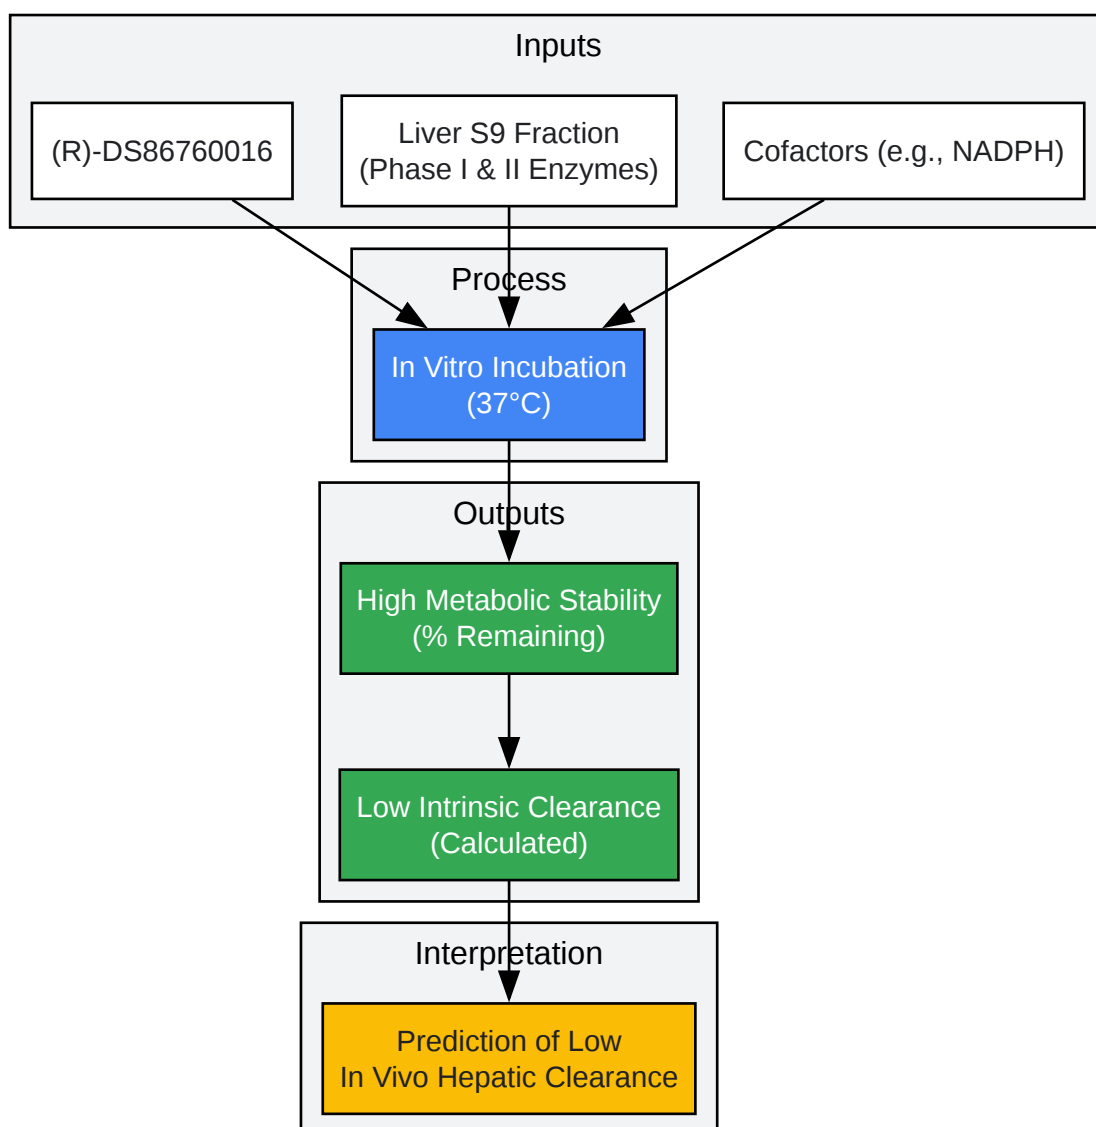 Inputs
(R)-DS86760016
Liver S9 Fraction
(Phase I & II Enzymes)
Cofactors (e.g., NADPH)
Process
In Vitro Incubation
(37°C)
Outputs
High Metabolic Stability
(% Remaining)
Low Intrinsic Clearance
(Calculated)
Interpretation
Prediction of Low
In Vivo Hepatic Clearance